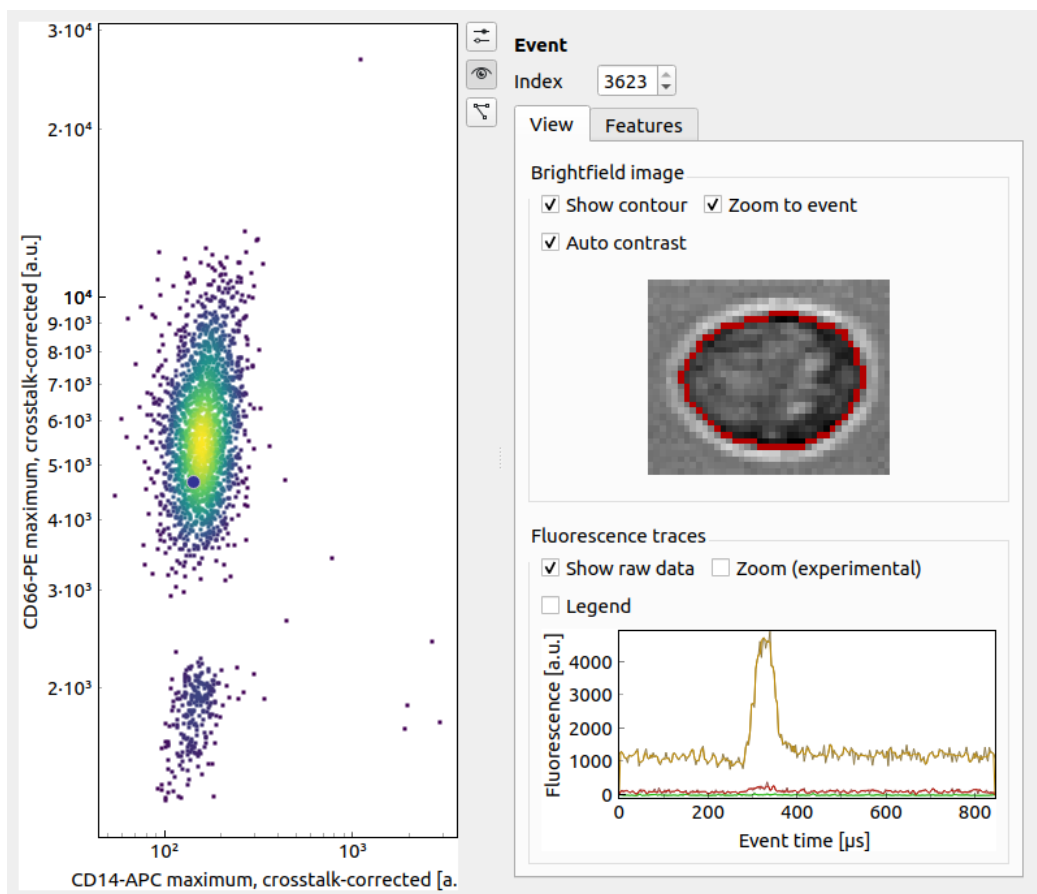 3·10⁴
2·10⁴
10⁴
9·10³
8·10³
7·10³
6·10³
5·10³
4·10³
3·10³
2·10³
CD66-PE maximum, crosstalk-corrected [a.u.]
10² 10³
CD14-APC maximum, crosstalk-corrected [a.
Event
Index 3623
View Features
Brightfield image
Show contour Zoom to event
Auto contrast
Fluorescence traces
Show raw data Zoom (experimental)
Legend
Fluorescence [a.u.]
4000
3000
2000
1000
0
0 200 400 600 800
Event time [µs]